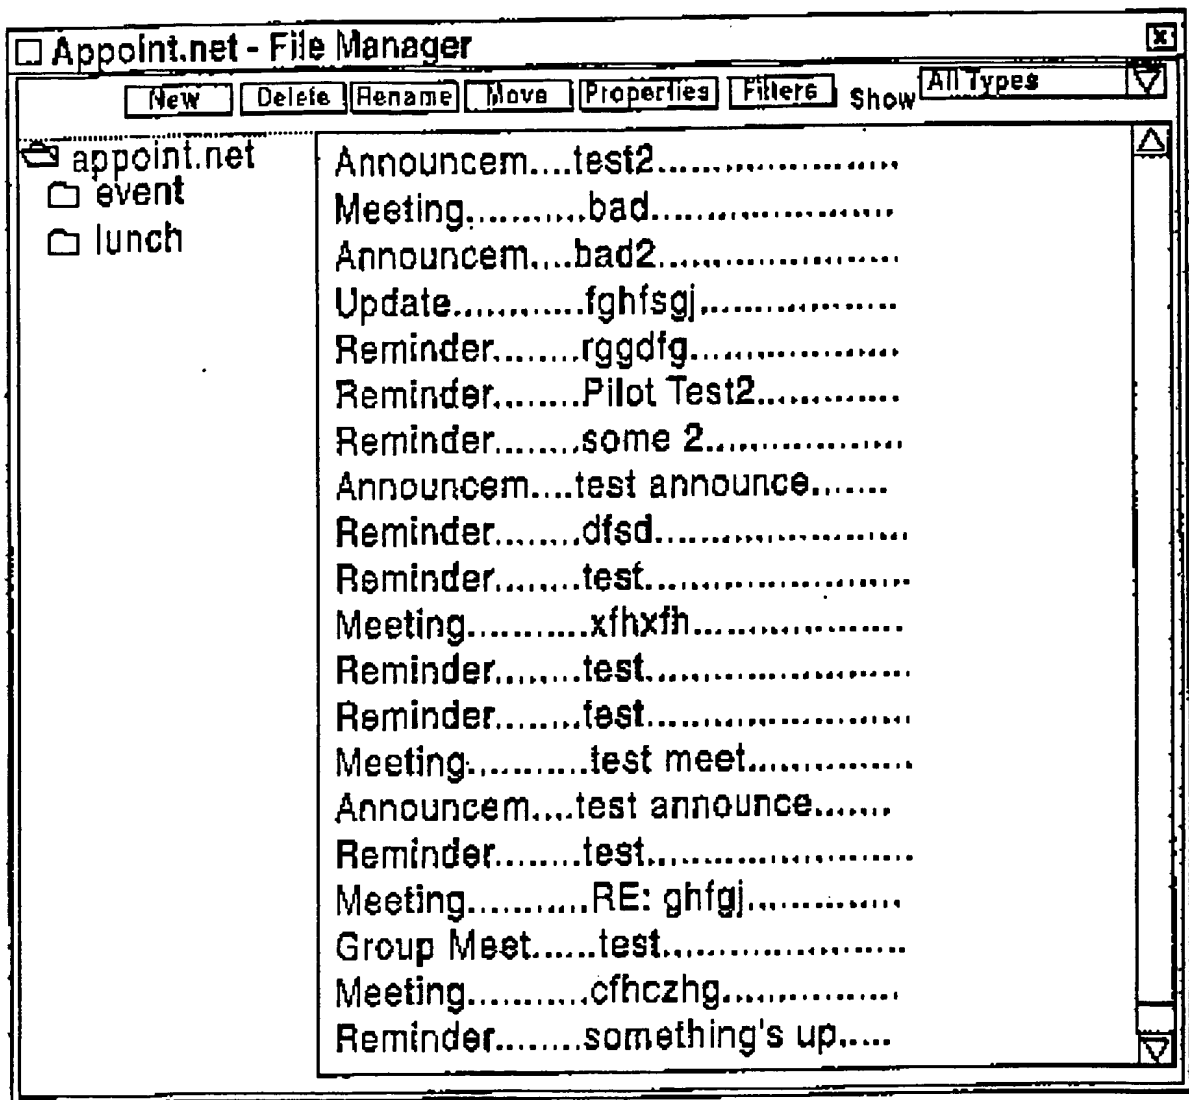 Appoint.net - File Manager
New Delete Rename Move Properties Filters Show All Types
appoint.net
event
lunch
Announcem....test2......................
Meeting............bad......................
Announcem....bad2......................
Update.............fghfsgj...................
Reminder........rggdfg...................
Reminder........Pilot Test2.............
Reminder........some 2..................
Announcem....test announce.......
Reminder........dfsd.......................
Reminder........test........................
Meeting............xfhxfh...................
Reminder........test........................
Reminder........test........................
Meeting............test meet...............
Announcem....test announce.......
Reminder........test........................
Meeting............RE: ghfgj.............
Group Meet......test......................
Meeting............cfhczhg................
Reminder........something's up.....